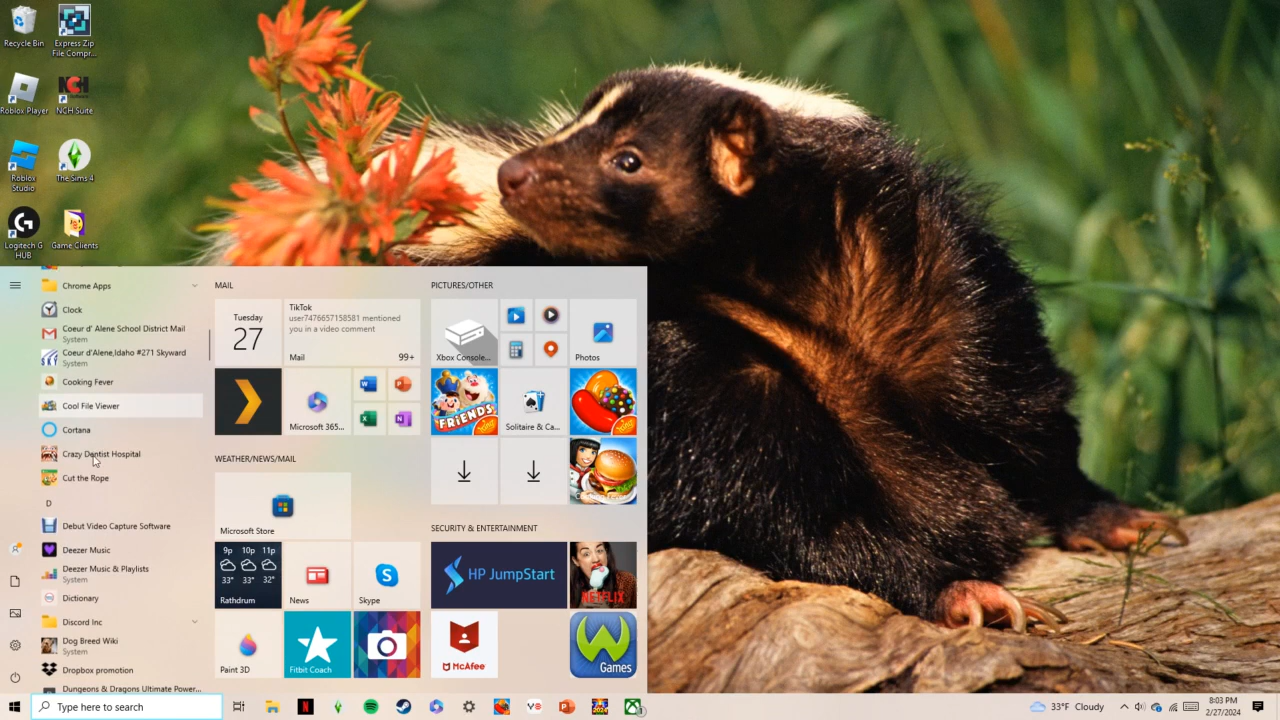 Recycle Bin
Express Zip
File Compr...
Roblox Player
NCH Suite
Roblox
Studio
The Sims 4
Logitech G
HUB
Game Clients
Chrome Apps
Clock
Coeur d' Alene School District Mail
System
Coeur d'Alene,Idaho #271 Skyward
System
Cooking Fever
Cool File Viewer
Cortana
Crazy Dentist Hospital
Cut the Rope
D
Debut Video Capture Software
Deezer Music
Deezer Music & Playlists
System
Dictionary
Discord Inc
Dog Breed Wiki
System
Dropbox promotion
Dungeons & Dragons Ultimate Power...
MAIL
Tuesday
27
TikTok
user7476657158581 mentioned
you in a video comment
Mail
99+
Microsoft 365...
WEATHER/NEWS/MAIL
Microsoft Store
9p 10p 11p
33° 33° 32°
Rathdrum
News
Skype
Paint 3D
Fitbit Coach
PICTURES/OTHER
Xbox Console...
Photos
FRIENDS
King
Solitaire & Ca...
King
SECURITY & ENTERTAINMENT
HP JumpStart
NETFLIX
McAfee
W
Games
Type here to search
33°F Cloudy
8:03 PM
2/27/2024